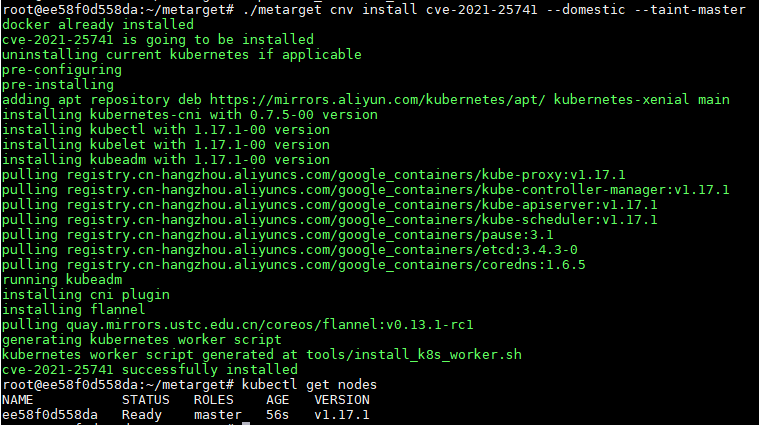 root@ee58f0d558da:~/metarget# ./metarget cnv install cve-2021-25741 --domestic --taint-master
docker already installed
cve-2021-25741 is going to be installed
uninstalling current kubernetes if applicable
pre-configuring
pre-installing
adding apt repository deb https://mirrors.aliyun.com/kubernetes/apt/ kubernetes-xenial main
installing kubernetes-cni with 0.7.5-00 version
installing kubectl with 1.17.1-00 version
installing kubelet with 1.17.1-00 version
installing kubeadm with 1.17.1-00 version
pulling registry.cn-hangzhou.aliyuncs.com/google_containers/kube-proxy:v1.17.1
pulling registry.cn-hangzhou.aliyuncs.com/google_containers/kube-controller-manager:v1.17.1
pulling registry.cn-hangzhou.aliyuncs.com/google_containers/kube-apiserver:v1.17.1
pulling registry.cn-hangzhou.aliyuncs.com/google_containers/kube-scheduler:v1.17.1
pulling registry.cn-hangzhou.aliyuncs.com/google_containers/pause:3.1
pulling registry.cn-hangzhou.aliyuncs.com/google_containers/etcd:3.4.3-0
pulling registry.cn-hangzhou.aliyuncs.com/google_containers/coredns:1.6.5
running kubeadm
installing cni plugin
installing flannel
pulling quay.mirrors.ustc.edu.cn/coreos/flannel:v0.13.1-rc1
generating kubernetes worker script
kubernetes worker script generated at tools/install_k8s_worker.sh
cve-2021-25741 successfully installed
root@ee58f0d558da:~/metarget# kubectl get nodes
NAME STATUS ROLES AGE VERSION
ee58f0d558da Ready master 56s v1.17.1